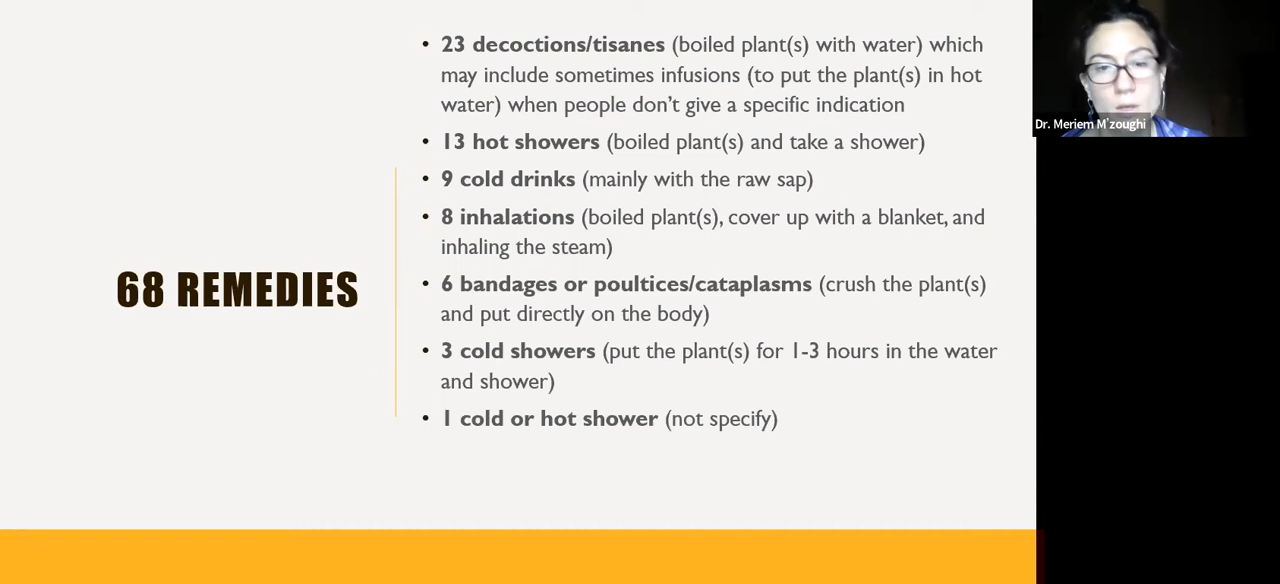 68 REMEDIES
• 23 decoctions/tisanes (boiled plant(s) with water) which
may include sometimes infusions (to put the plant(s) in hot
water) when people don't give a specific indication
• 13 hot showers (boiled plant(s) and take a shower)
• 9 cold drinks (mainly with the raw sap)
• 8 inhalations (boiled plant(s), cover up with a blanket, and
inhaling the steam)
• 6 bandages or poultices/cataplasms (crush the plant(s)
and put directly on the body)
• 3 cold showers (put the plant(s) for 1-3 hours in the water
and shower)
• 1 cold or hot shower (not specify)
Dr. Meriem M'zoughi